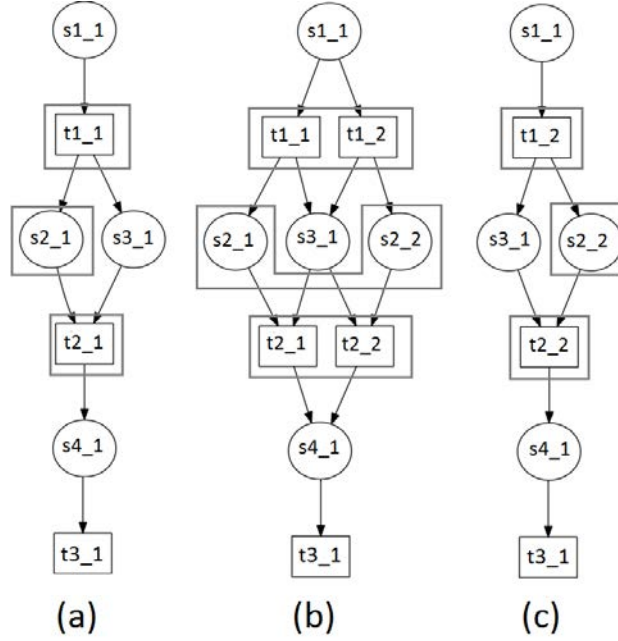 s1_1 s1_1 s1_1
t1_1 t1_1 t1_2 t1_2
s2_1 s3_1 s2_1 s3_1 s2_2 s3_1 s2_2
t2_1 t2_1 t2_2 t2_2
s4_1 s4_1 s4_1
t3_1 t3_1 t3_1
(a) (b) (c)